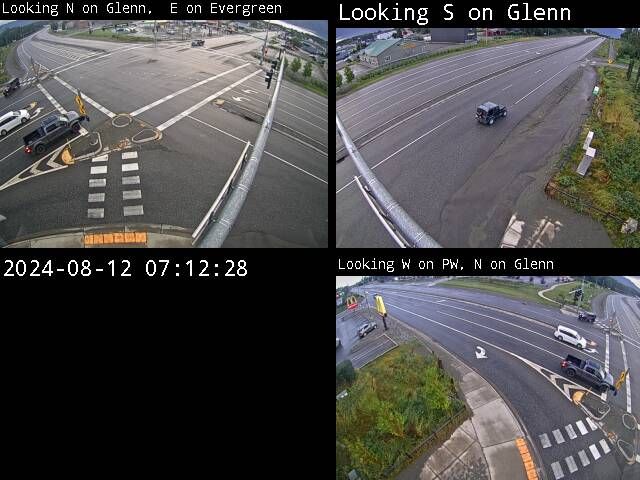 Looking N on Glenn, E on Evergreen
Looking S on Glenn
2024-08-12 07:12:28
Looking W on PW, N on Glenn